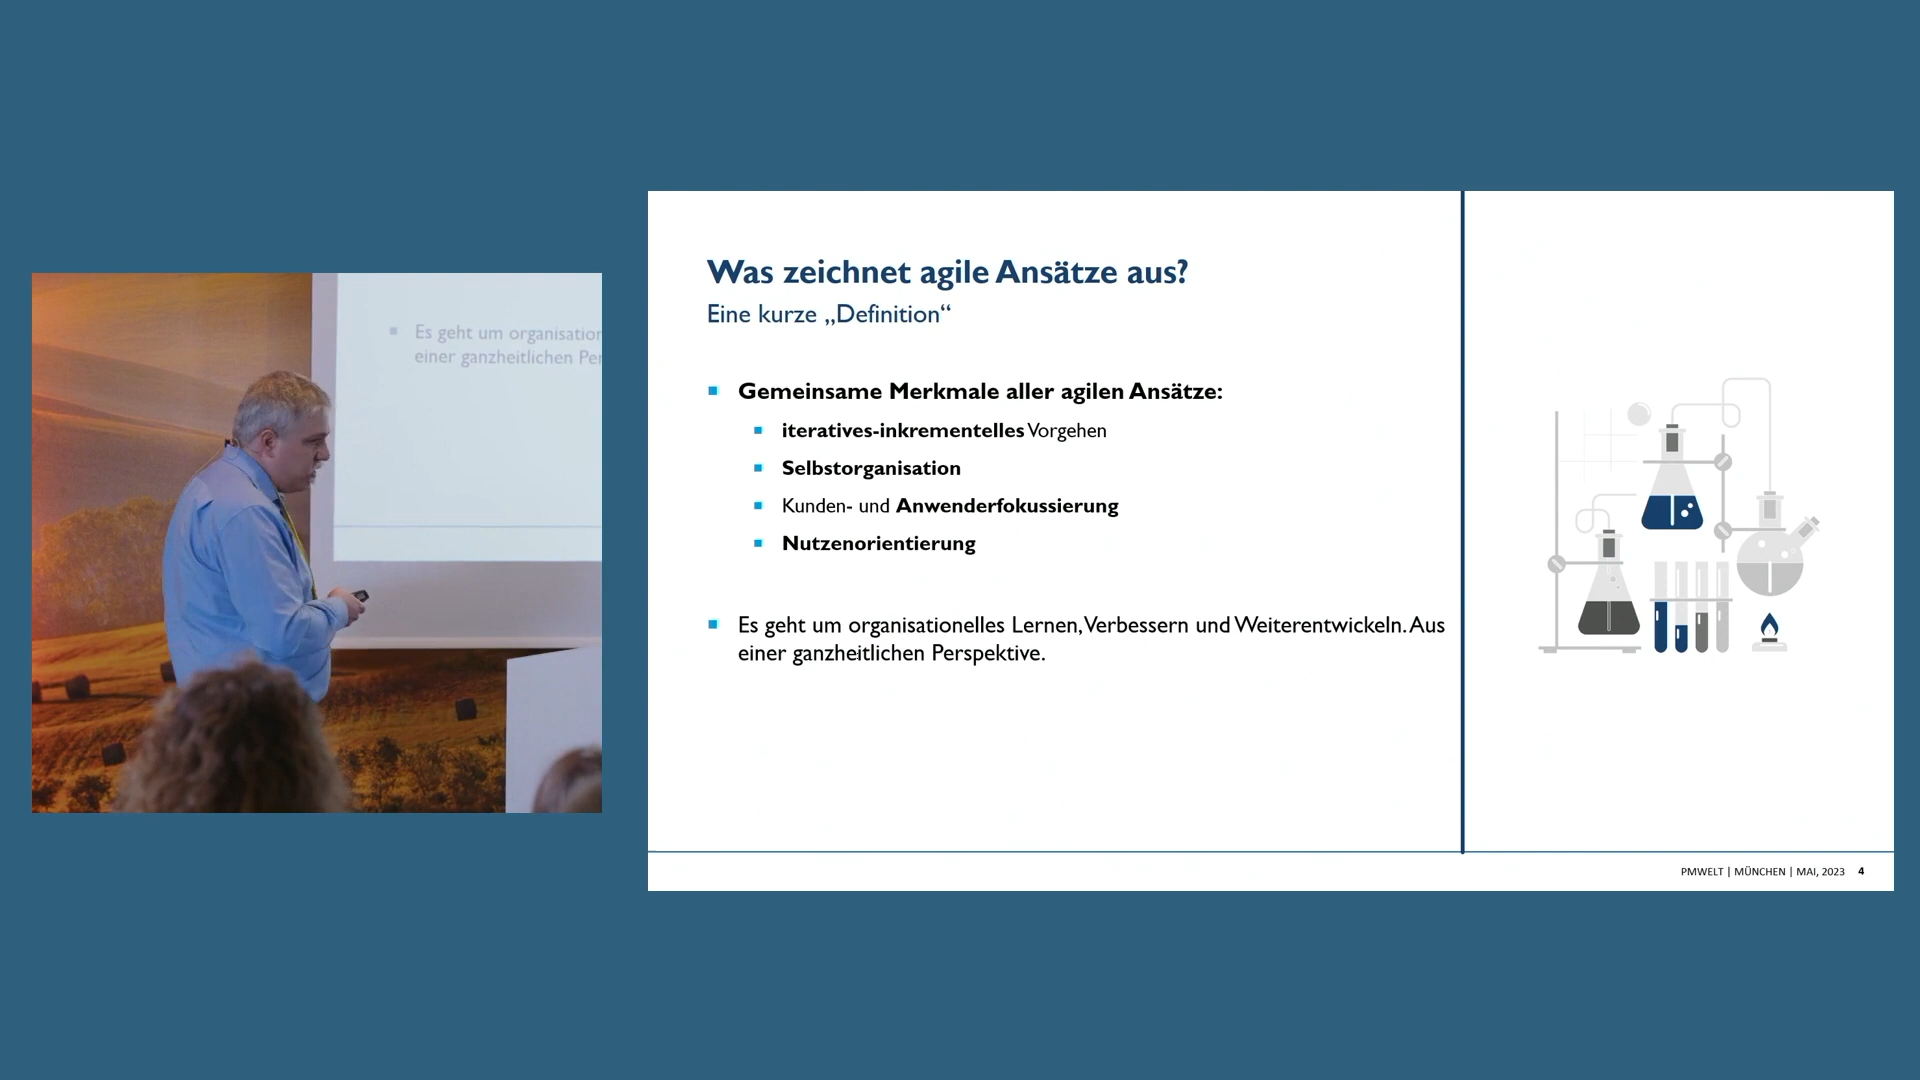 Es geht um organisation
einer ganzheitlichen Per
Was zeichnet agile Ansätze aus?
Eine kurze „Definition“
Gemeinsame Merkmale aller agilen Ansätze:
iteratives-inkrementelles Vorgehen
Selbstorganisation
Kunden- und Anwenderfokussierung
Nutzenorientierung
Es geht um organisationelles Lernen, Verbessern und Weiterentwickeln. Aus
einer ganzheitlichen Perspektive.
PMWELT | MÜNCHEN | MAI, 2023 4